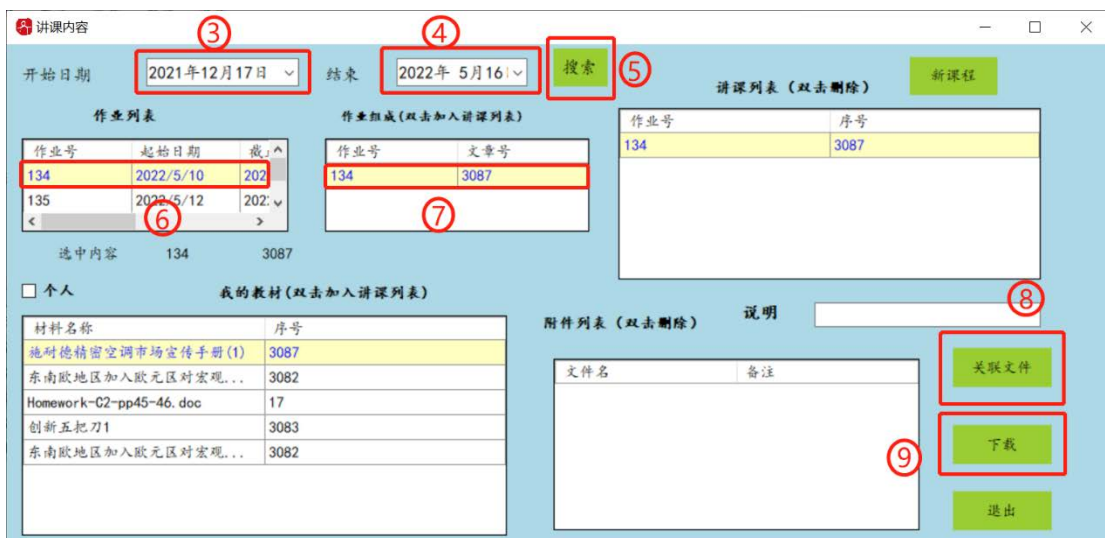 讲课内容
③ ④
开始日期 2021年12月17日 结束 2022年 5月16 搜索 ⑤ 新课程
讲课列表（双击删除）
作业列表 作业组成(双击加入讲课列表)
作业号 序号
134 3087
作业号 起始日期 截
134 2022/5/10 202
135 2022/5/12 202
⑥
作业号 文章号
134 3087
⑦
选中内容 134 3087
个人 我的教材(双击加入讲课列表)
材料名称 序号
施耐德精密空调市场宣传手册(1) 3087
东南欧地区加入欧元区对宏观... 3082
Homework-C2-pp45-46.doc 17
创新五把刀1 3083
东南欧地区加入欧元区对宏观... 3082
附件列表（双击删除） 说明 ⑧
文件名 备注
关联文件
⑨ 下载
退出